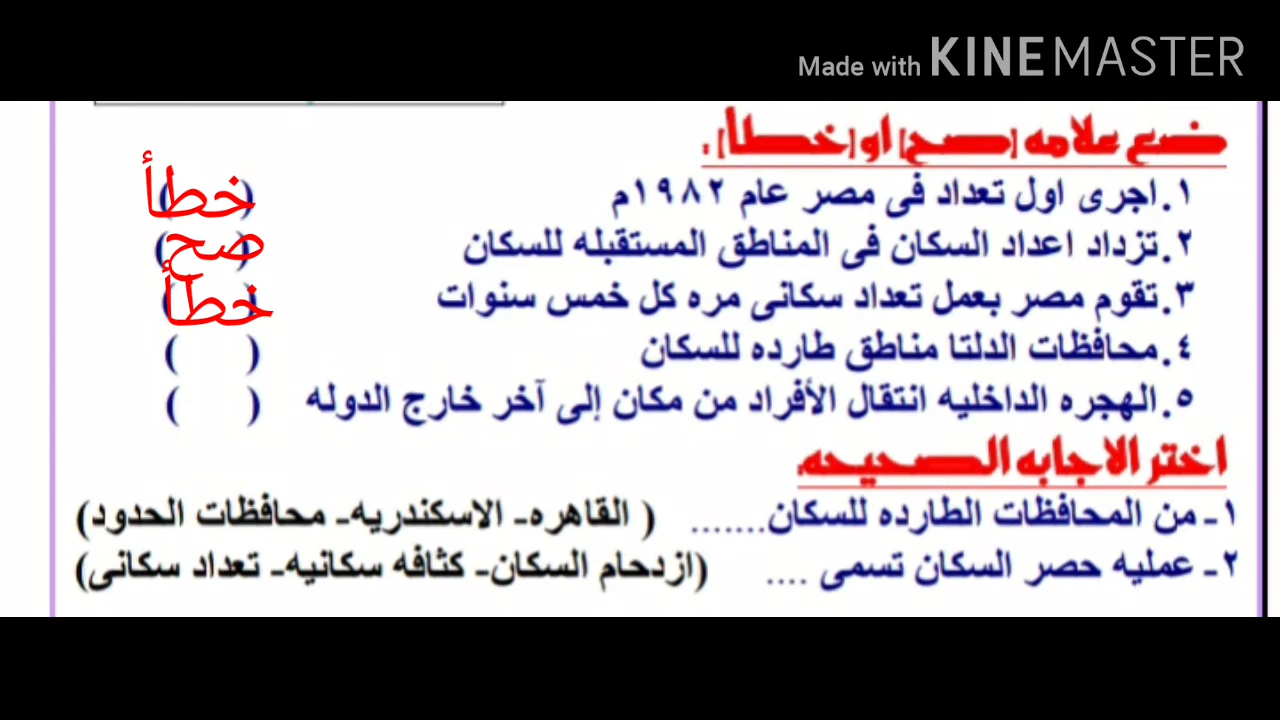 Made with KINEMASTER
ضع علامه [صح] او [خطأ] :
١. اجرى اول تعداد فى مصر عام ١٩٨٢م (خطأ)
٢. تزداد اعداد السكان فى المناطق المستقبله للسكان (صح)
٣. تقوم مصر بعمل تعداد سكانى مره كل خمس سنوات (خطأ)
٤. محافظات الدلتا مناطق طارده للسكان ( )
٥. الهجره الداخليه انتقال الأفراد من مكان إلى آخر خارج الدوله ( )
اختر الاجابه الصحيحه
١- من المحافظات الطارده للسكان....... ( القاهره- الاسكندريه- محافظات الحدود)
٢- عمليه حصر السكان تسمى .... (ازدحام السكان- كثافه سكانيه- تعداد سكانى)